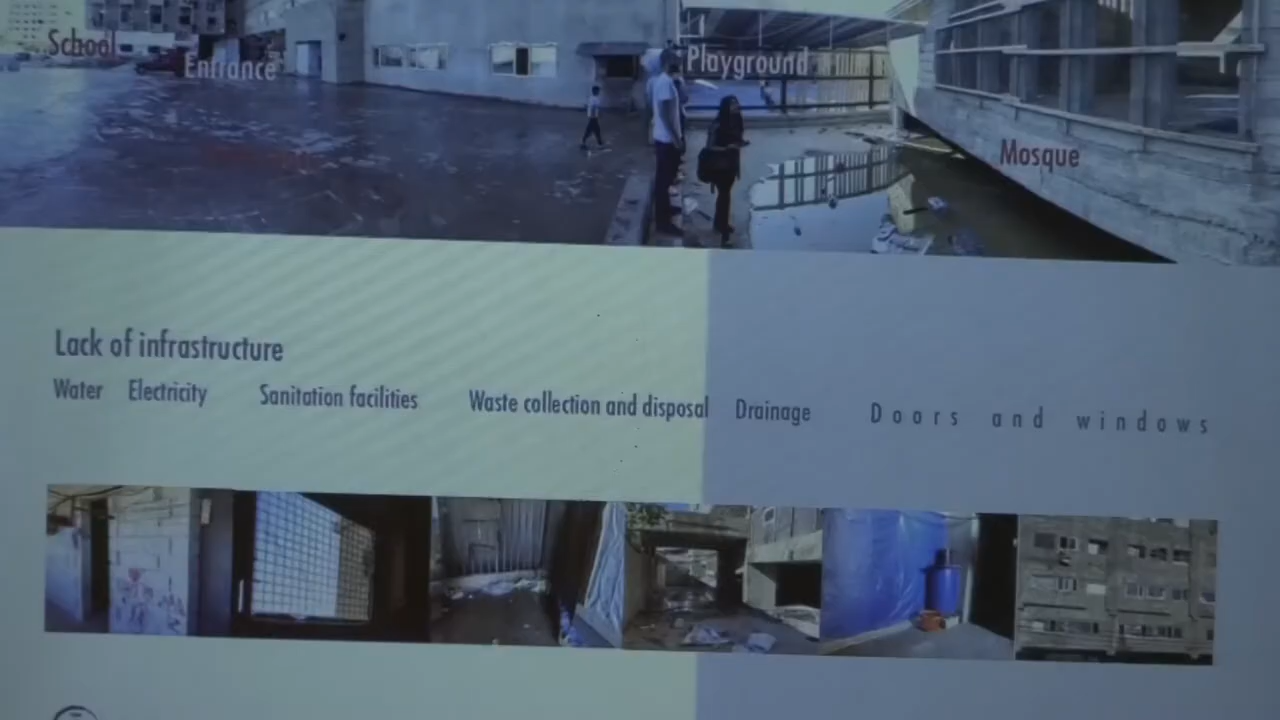 School
Entrance
Playground
Mosque
Lack of infrastructure
Water Electricity Sanitation facilities Waste collection and disposal Drainage Doors and windows